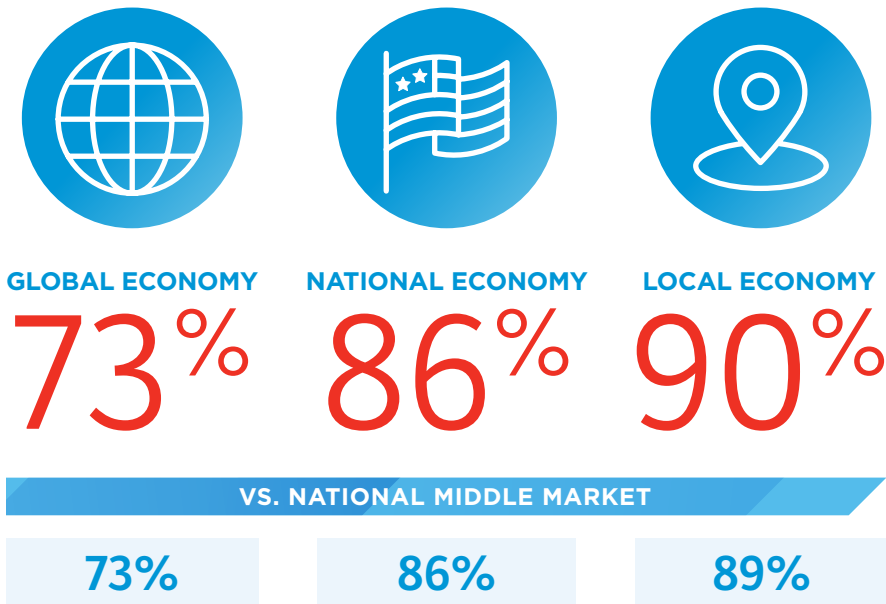 GLOBAL ECONOMY NATIONAL ECONOMY LOCAL ECONOMY
73% 86% 90%
VS. NATIONAL MIDDLE MARKET
73% 86% 89%